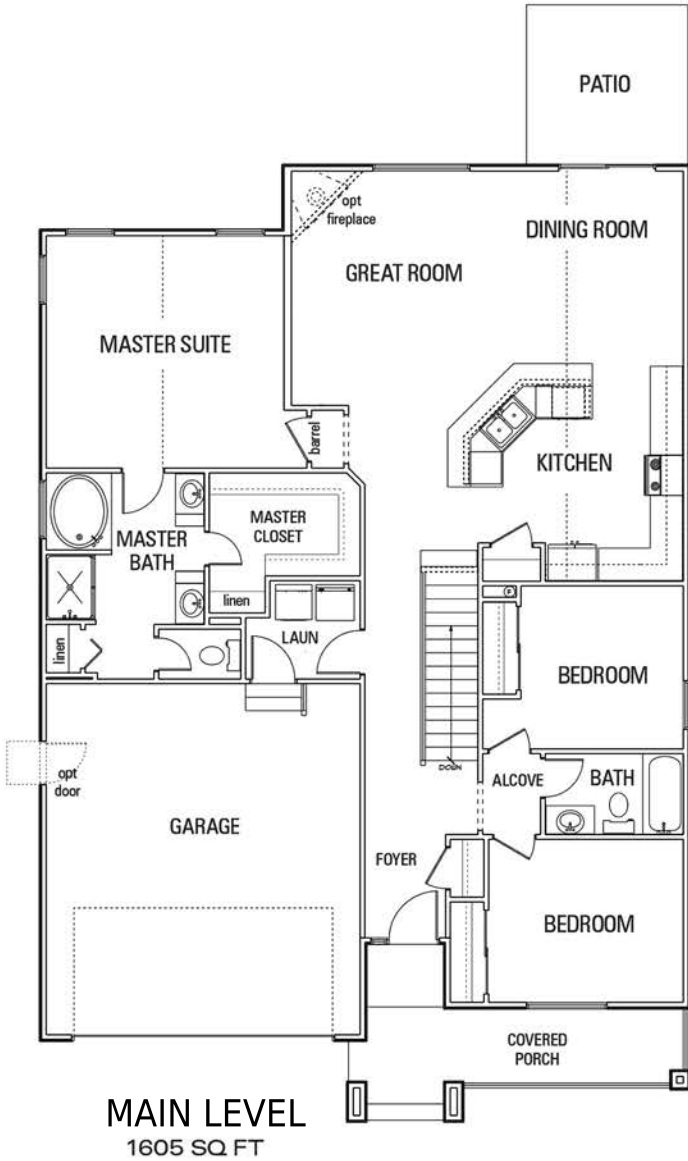 PATIO
opt
fireplace
DINING ROOM
GREAT ROOM
MASTER SUITE
barrel
KITCHEN
MASTER
CLOSET
MASTER
BATH
linen
LAUN
linen
BEDROOM
DOWN
opt
door
ALCOVE
BATH
GARAGE
FOYER
BEDROOM
COVERED
PORCH
MAIN LEVEL
1605 SQ FT